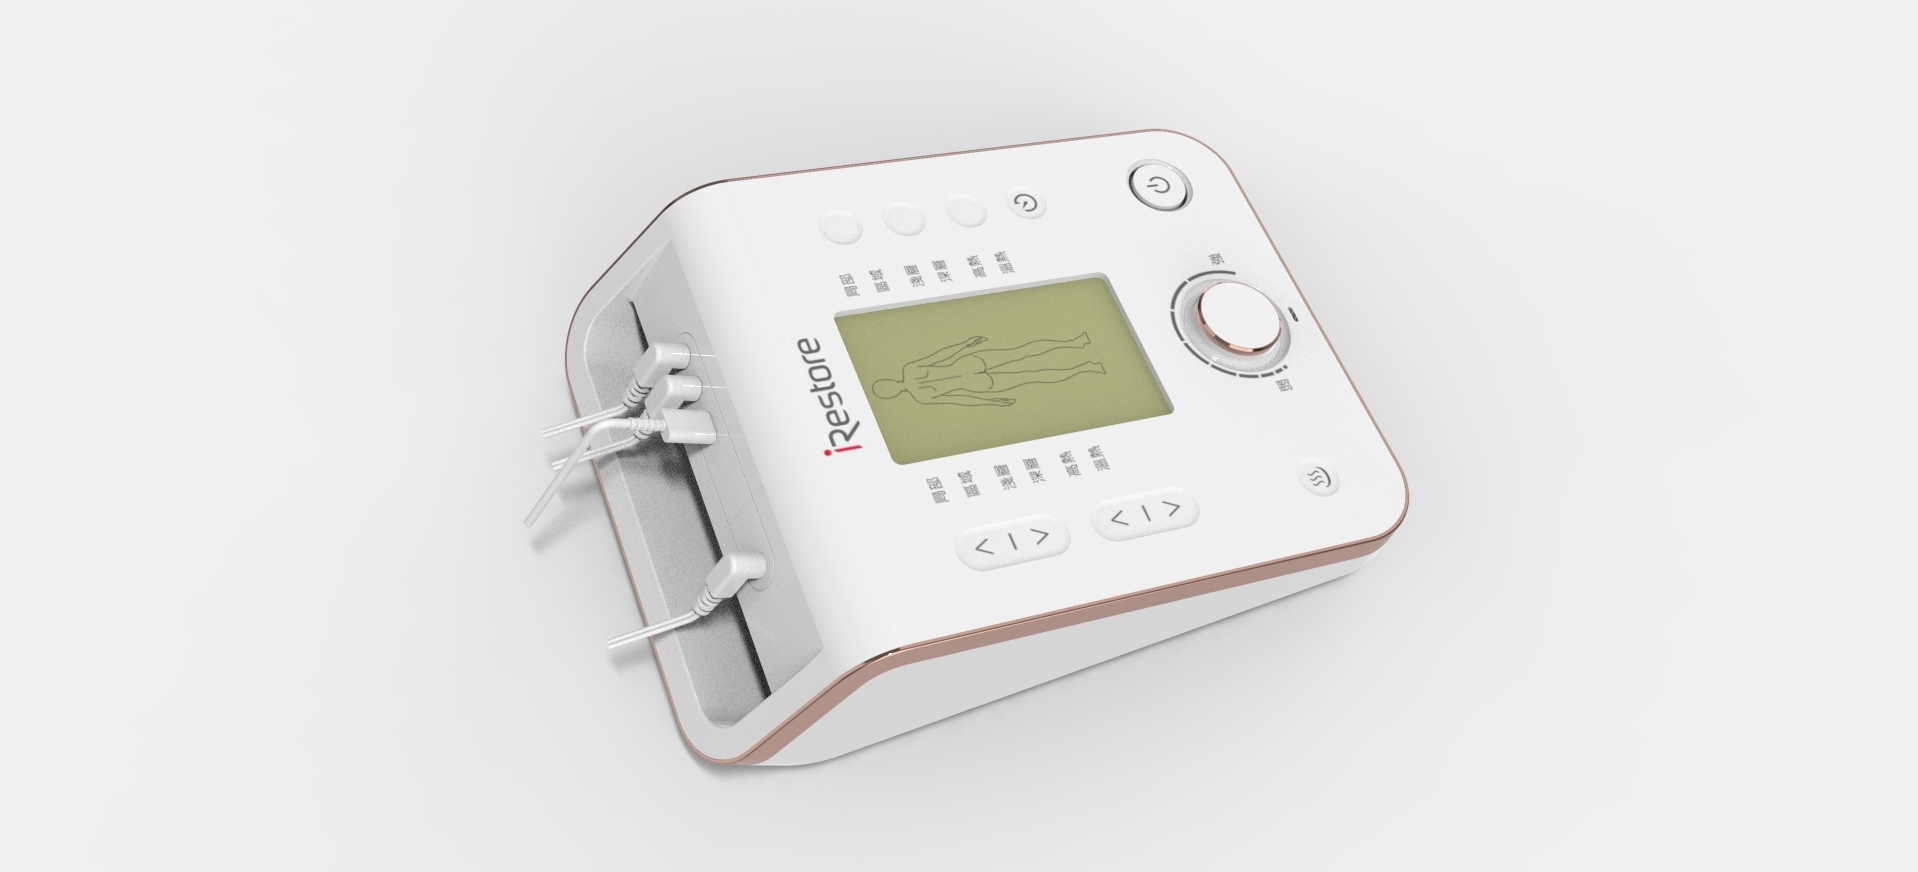 iRestore
局部
區域
淺層
深層
高熱
溫熱
局部
區域
淺層
深層
高熱
溫熱
強
弱